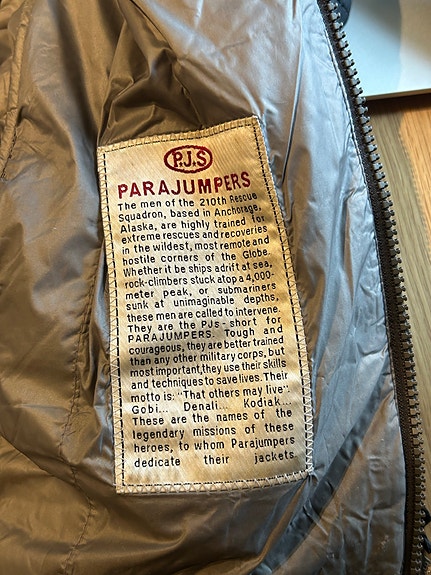 P.J.S
PARAJUMPERS
The men of the 210th Rescue
Squadron, based in Anchorage,
Alaska, are highly trained for
extreme rescues and recoveries
in the wildest, most remote and
hostile corners of the Globe.
Whether it be ships adrift at sea,
rock-climbers stuck atop a 4,000-
meter peak, or submariners
sunk at unimaginable depths,
these men are called to intervene.
They are the PJs - short for
PARAJUMPERS. Tough and
courageous, they are better trained
than any other military corps, but
most important,they use their skills
and techniques to save lives. Their
motto is: "That others may live".
Gobi... Denali... Kodiak...
These are the names of the
legendary missions of these
heroes, to whom Parajumpers
dedicate their jackets